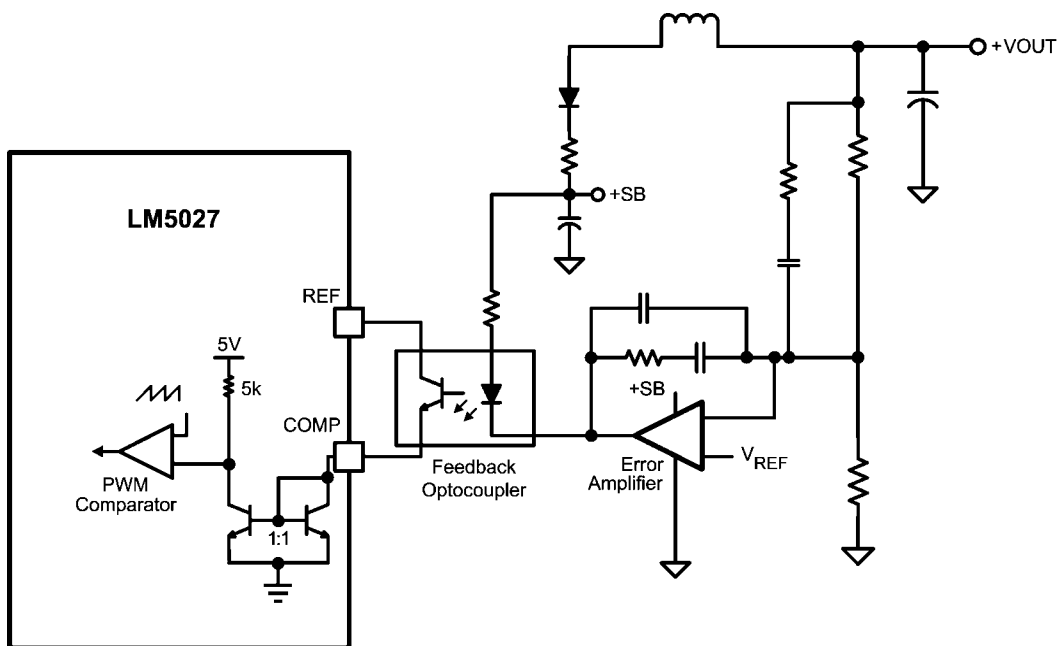 +VOUT
+SB
LM5027
REF
5V
5k
+SB
COMP
VREF
Feedback
Optocoupler
Error
Amplifier
PWM
Comparator
1:1